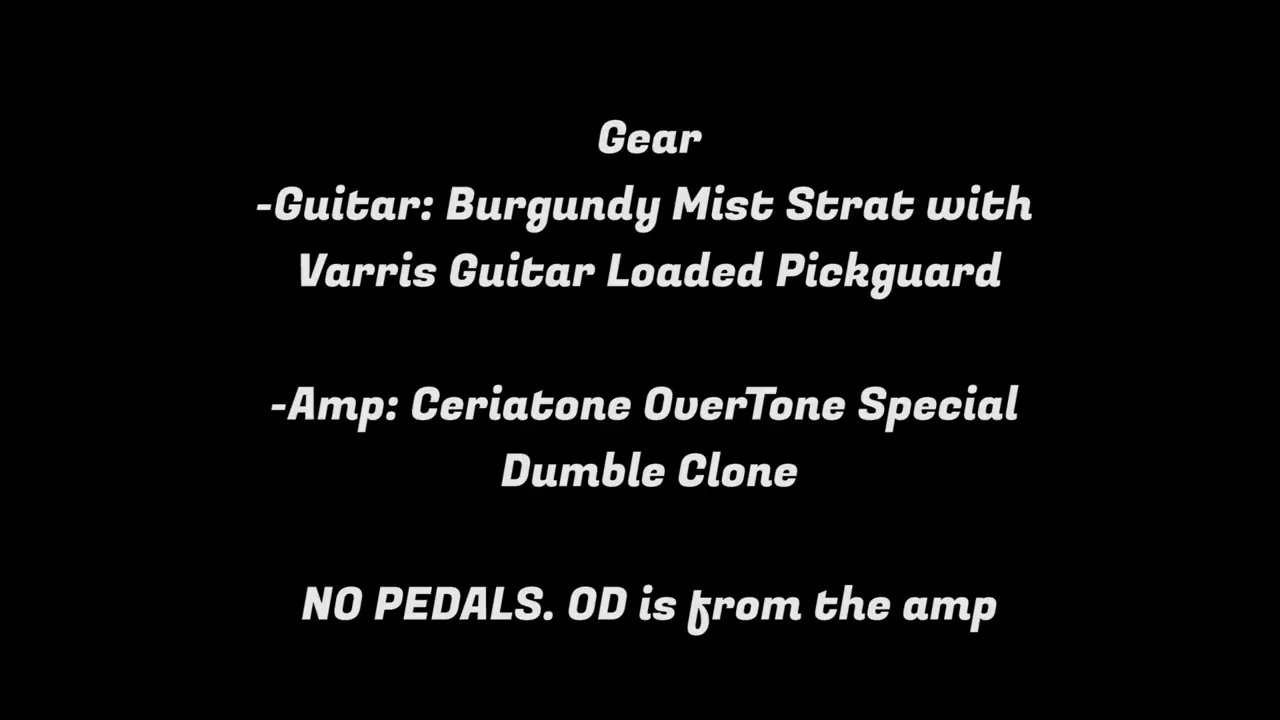 Gear
-Guitar: Burgundy Mist Strat with
Varris Guitar Loaded Pickguard
-Amp: Ceriatone OverTone Special
Dumble Clone
NO PEDALS. OD is from the amp